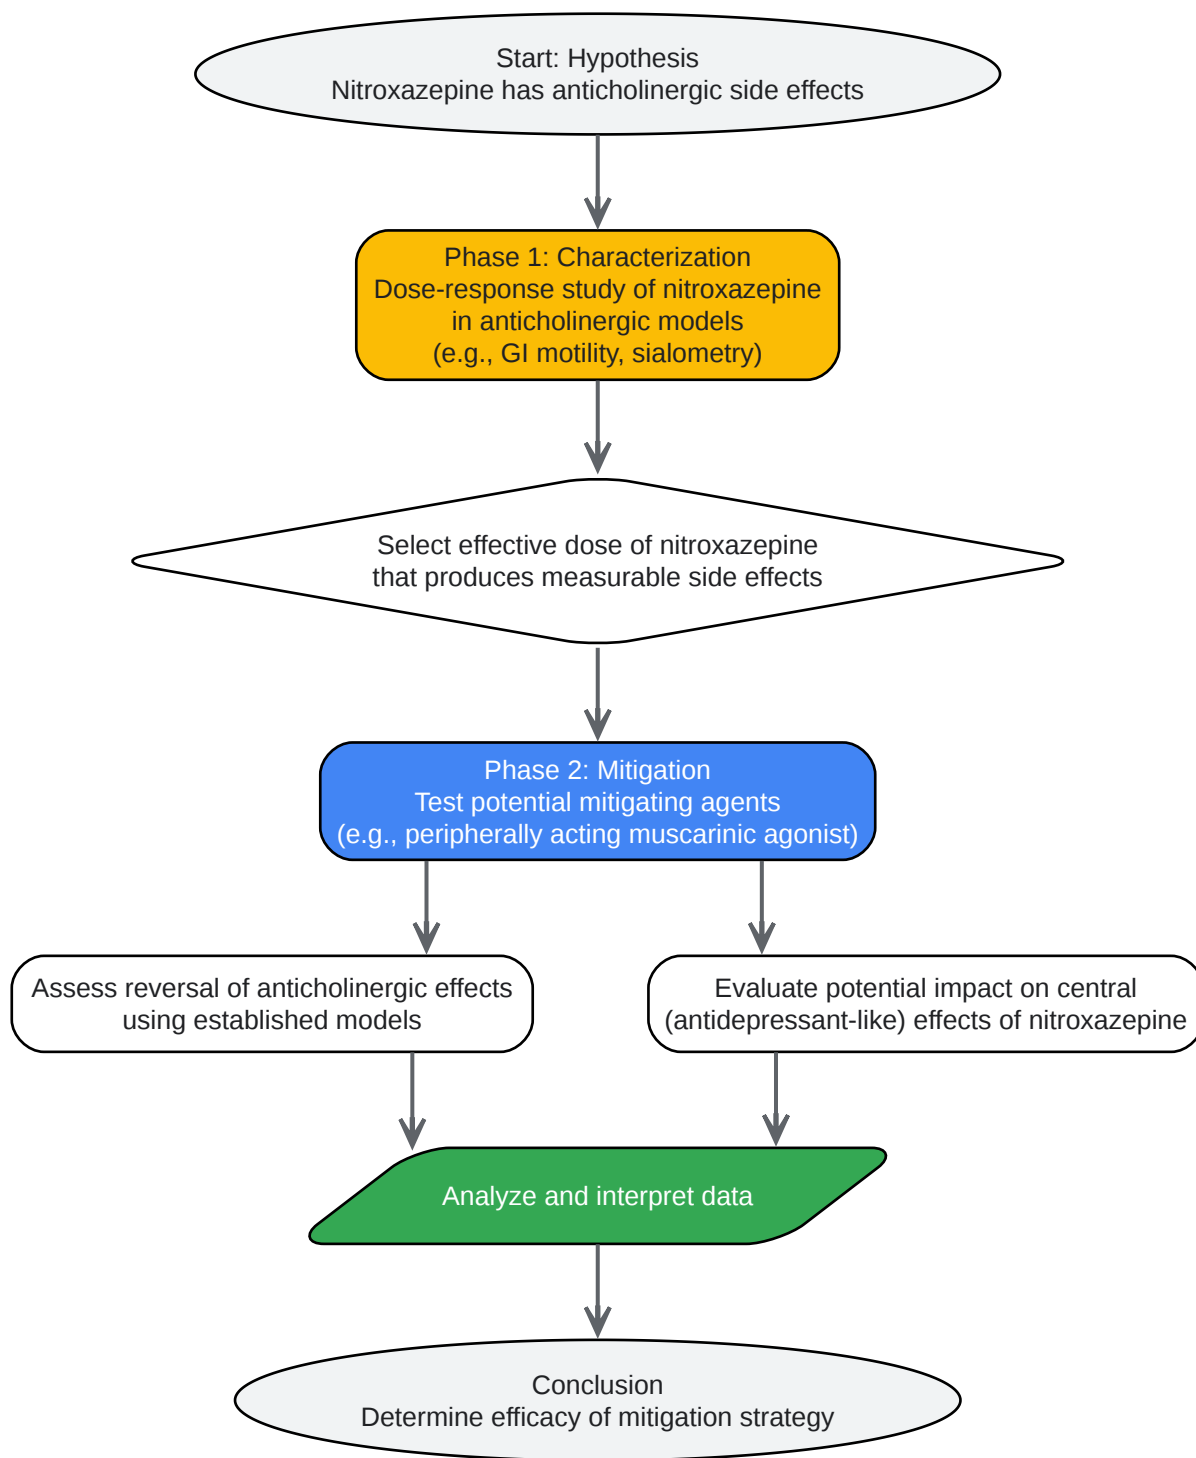 Start: Hypothesis
Nitroxazepine has anticholinergic side effects
Phase 1: Characterization
Dose-response study of nitroxazepine
in anticholinergic models
(e.g., GI motility, sialometry)
Select effective dose of nitroxazepine
that produces measurable side effects
Phase 2: Mitigation
Test potential mitigating agents
(e.g., peripherally acting muscarinic agonist)
Assess reversal of anticholinergic effects
using established models
Evaluate potential impact on central
(antidepressant-like) effects of nitroxazepine
Analyze and interpret data
Conclusion
Determine efficacy of mitigation strategy